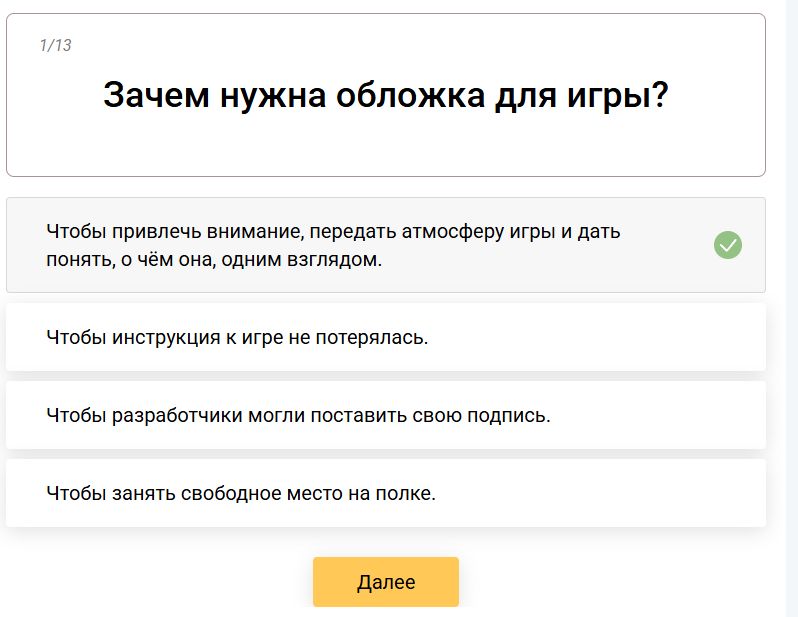 1/13
Зачем нужна обложка для игры?
Чтобы привлечь внимание, передать атмосферу игры и дать
понять, о чём она, одним взглядом.
Чтобы инструкция к игре не потерялась.
Чтобы разработчики могли поставить свою подпись.
Чтобы занять свободное место на полке.
Далее